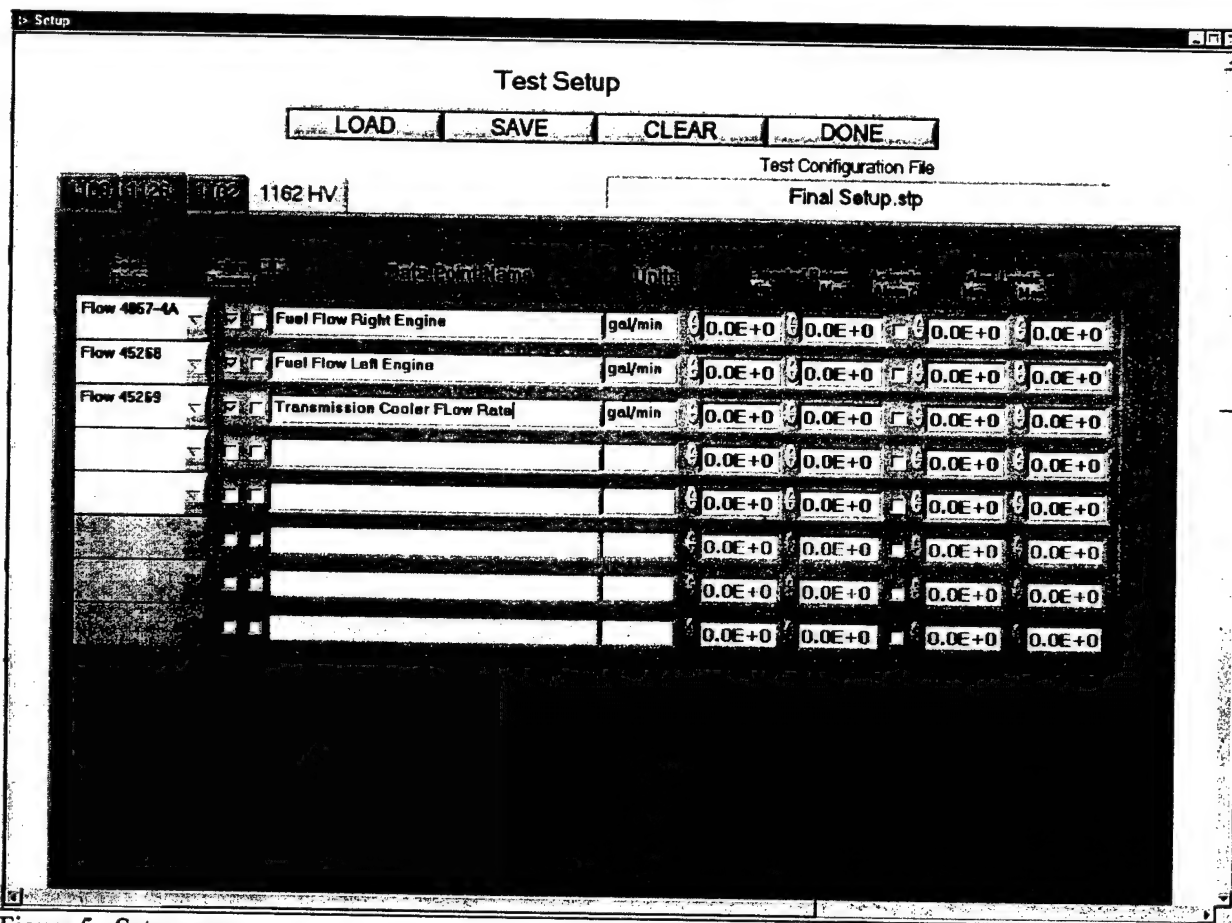 Setup
Test Setup
LOAD SAVE CLEAR DONE
Test Configuration File
1162 1162 HV Final Setup.stp
Data Point Name Units
Flow 4867-4A Fuel Flow Right Engine gal/min 0.0E+0 0.0E+0 0.0E+0 0.0E+0
Flow 45268 Fuel Flow Left Engine gal/min 0.0E+0 0.0E+0 0.0E+0 0.0E+0
Flow 45269 Transmission Cooler FLow Rate gal/min 0.0E+0 0.0E+0 0.0E+0 0.0E+0
0.0E+0 0.0E+0 0.0E+0 0.0E+0
0.0E+0 0.0E+0 0.0E+0 0.0E+0
0.0E+0 0.0E+0 0.0E+0 0.0E+0
0.0E+0 0.0E+0 0.0E+0 0.0E+0
0.0E+0 0.0E+0 0.0E+0 0.0E+0